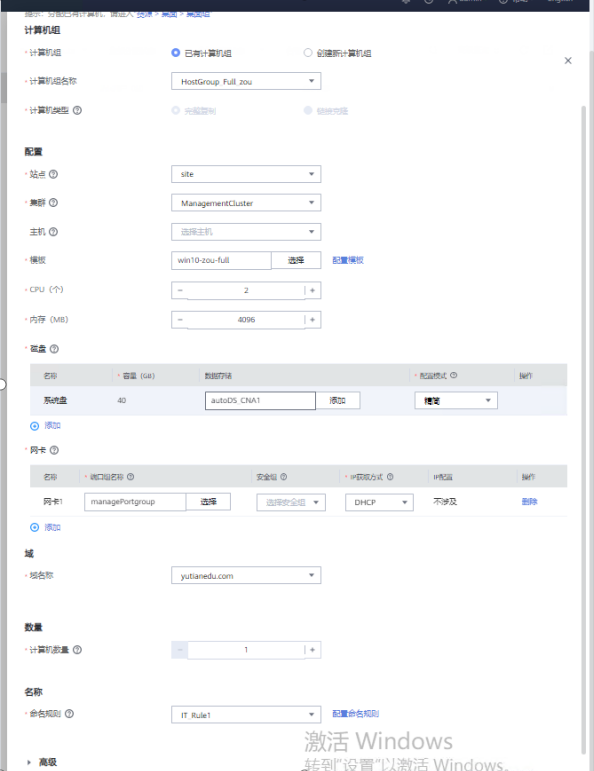 提示：分配已有计算机，请进入"资源 > 桌面 > 桌面组"
计算机组
· 计算机组 已有计算机组 创建新计算机组
· 计算机组名称 HostGroup_Full_zou
· 计算机类型 完整复制 链接克隆
配置
· 站点 site
· 集群 ManagementCluster
主机 选择主机
· 模板 win10-zou-full 选择 配置模板
· CPU（个） − 2 +
· 内存（MB） − 4096 +
· 磁盘
名称 · 容量（GB） 数据存储 · 配置模式 操作
系统盘 40 autoDS_CNA1 添加 精简
添加
· 网卡
名称 · 端口组名称 安全组 · IP获取方式 IP配置 操作
网卡1 managePortgroup 选择 选择安全组 DHCP 不涉及 删除
添加
域
· 域名称 yutianedu.com
数量
· 计算机数量 − 1 +
名称
· 命名规则 IT_Rule1 配置命名规则
高级
激活 Windows
转到"设置"以激活 Windows。